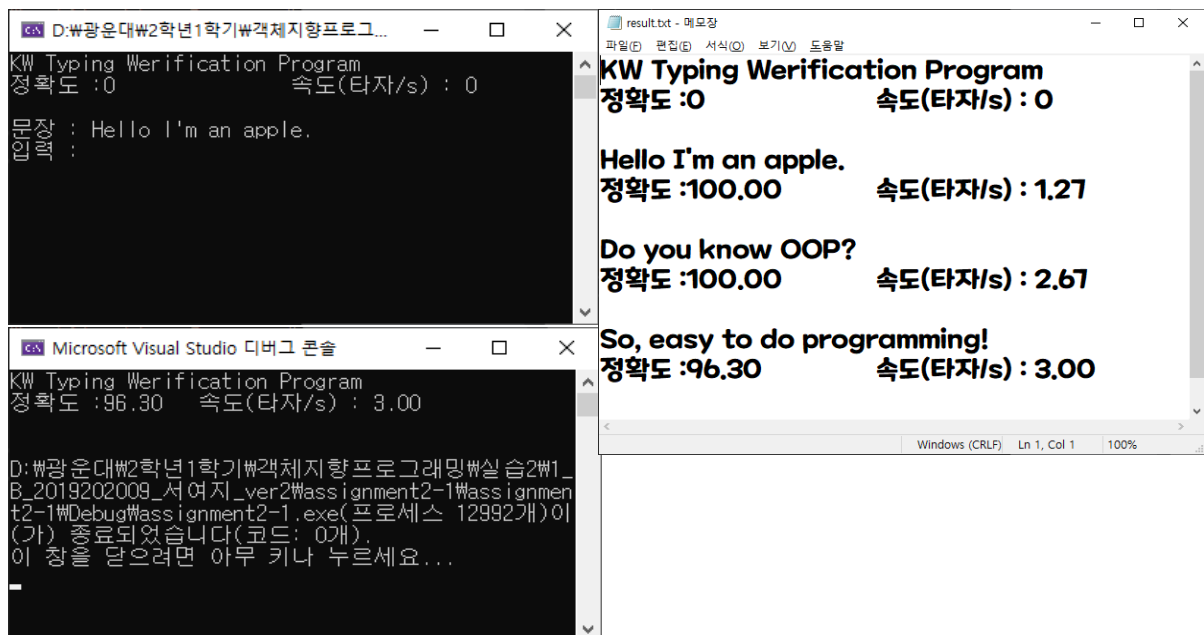 D:₩광운대₩2학년1학기₩객체지향프로그...
KW Typing Werification Program
정확도 :0 속도(타자/s) : 0
문장 : Hello I'm an apple.
입력 :
Microsoft Visual Studio 디버그 콘솔
KW Typing Werification Program
정확도 :96.30 속도(타자/s) : 3.00
D:₩광운대₩2학년1학기₩객체지향프로그래밍₩실습2₩1_
B_2019202009_서여지_ver2₩assignment2-1₩assignmen
t2-1₩Debug₩assignment2-1.exe(프로세스 12992개)이
(가) 종료되었습니다(코드: 0개).
이 창을 닫으려면 아무 키나 누르세요...
result.txt - 메모장
파일(F) 편집(E) 서식(O) 보기(V) 도움말
KW Typing Werification Program
정확도 :0 속도(타자/s) : 0
Hello I'm an apple.
정확도 :100.00 속도(타자/s) : 1.27
Do you know OOP?
정확도 :100.00 속도(타자/s) : 2.67
So, easy to do programming!
정확도 :96.30 속도(타자/s) : 3.00
Windows (CRLF) Ln 1, Col 1 100%